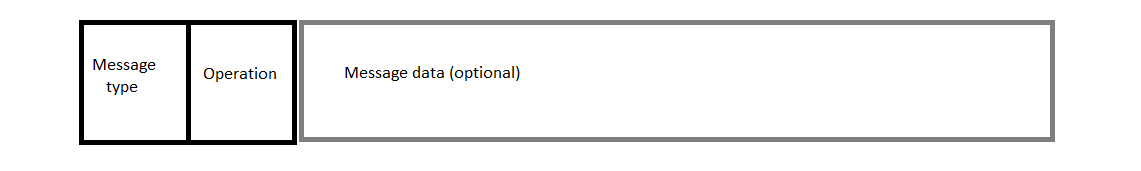 Message
type
Operation
Message data (optional)